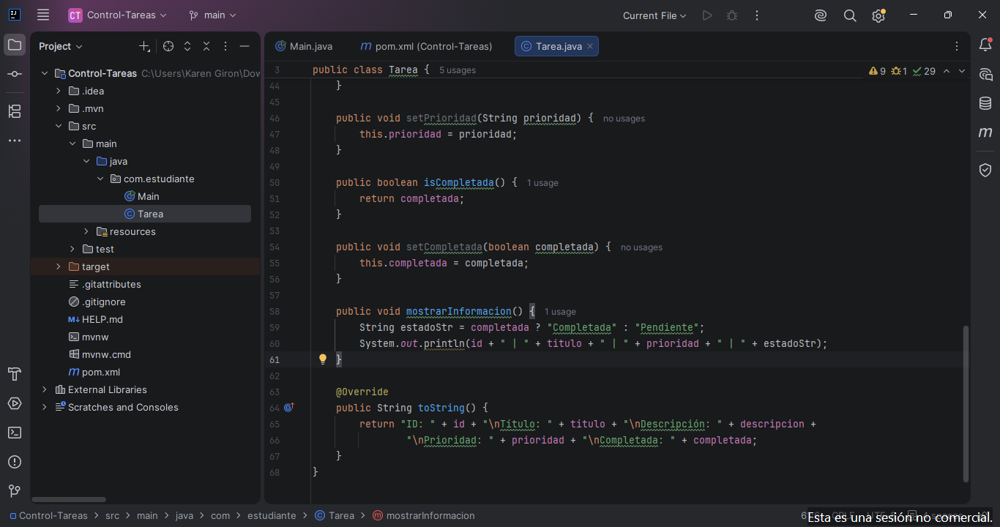 CT Control-Tareas main Current File
Project
Main.java pom.xml (Control-Tareas) Tarea.java
Control-Tareas C:\Users\Karen Giron\Dow
.idea
.mvn
src
main
java
com.estudiante
Main
Tarea
resources
test
target
.gitattributes
.gitignore
HELP.md
mvnw
mvnw.cmd
pom.xml
External Libraries
Scratches and Consoles
3 public class Tarea { 5 usages
9 1 29
44 }
45
46 public void setPrioridad(String prioridad) { no usages
47 this.prioridad = prioridad;
48 }
49
50 public boolean isCompletada() { 1 usage
51 return completada;
52 }
53
54 public void setCompletada(boolean completada) { no usages
55 this.completada = completada;
56 }
57
58 public void mostrarInformacion() { 1 usage
59 String estadoStr = completada ? "Completada" : "Pendiente";
60 System.out.println(id + " | " + titulo + " | " + prioridad + " | " + estadoStr);
61 }
62
63 @Override
64 public String toString() {
65 return "ID: " + id + "\nTítulo: " + titulo + "\nDescripción: " + descripcion +
66 "\nPrioridad: " + prioridad + "\nCompletada: " + completada;
67 }
68 }
Control-Tareas > src > main > java > com > estudiante > Tarea > mostrarInformacion
Esta es una sesión no comercial.